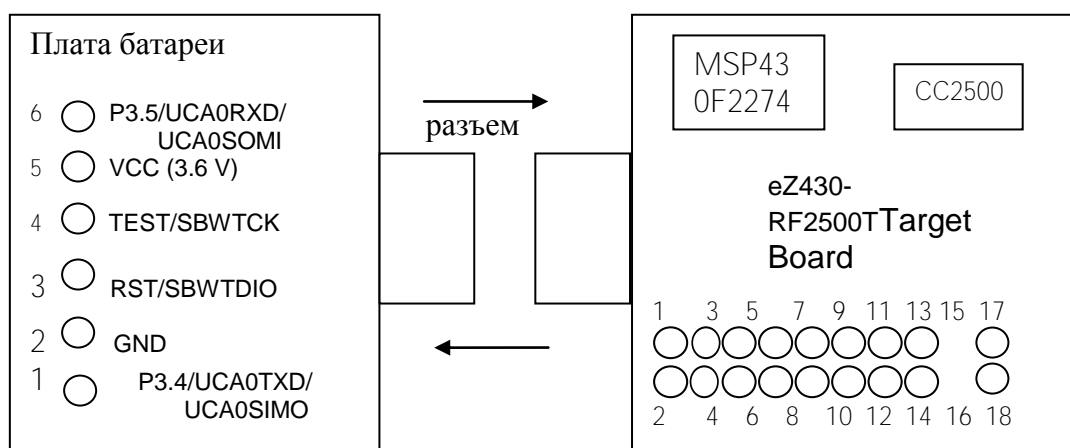 Плата батареи
6 P3.5/UCA0RXD/
UCA0SOMI
5 VCC (3.6 V)
4 TEST/SBWTCK
3 RST/SBWTDIO
2 GND
1 P3.4/UCA0TXD/
UCA0SIMO
разъем
MSP43
0F2274
CC2500
eZ430-
RF2500TTarget
Board
1 3 5 7 9 11 13 15 17
2 4 6 8 10 12 14 16 18